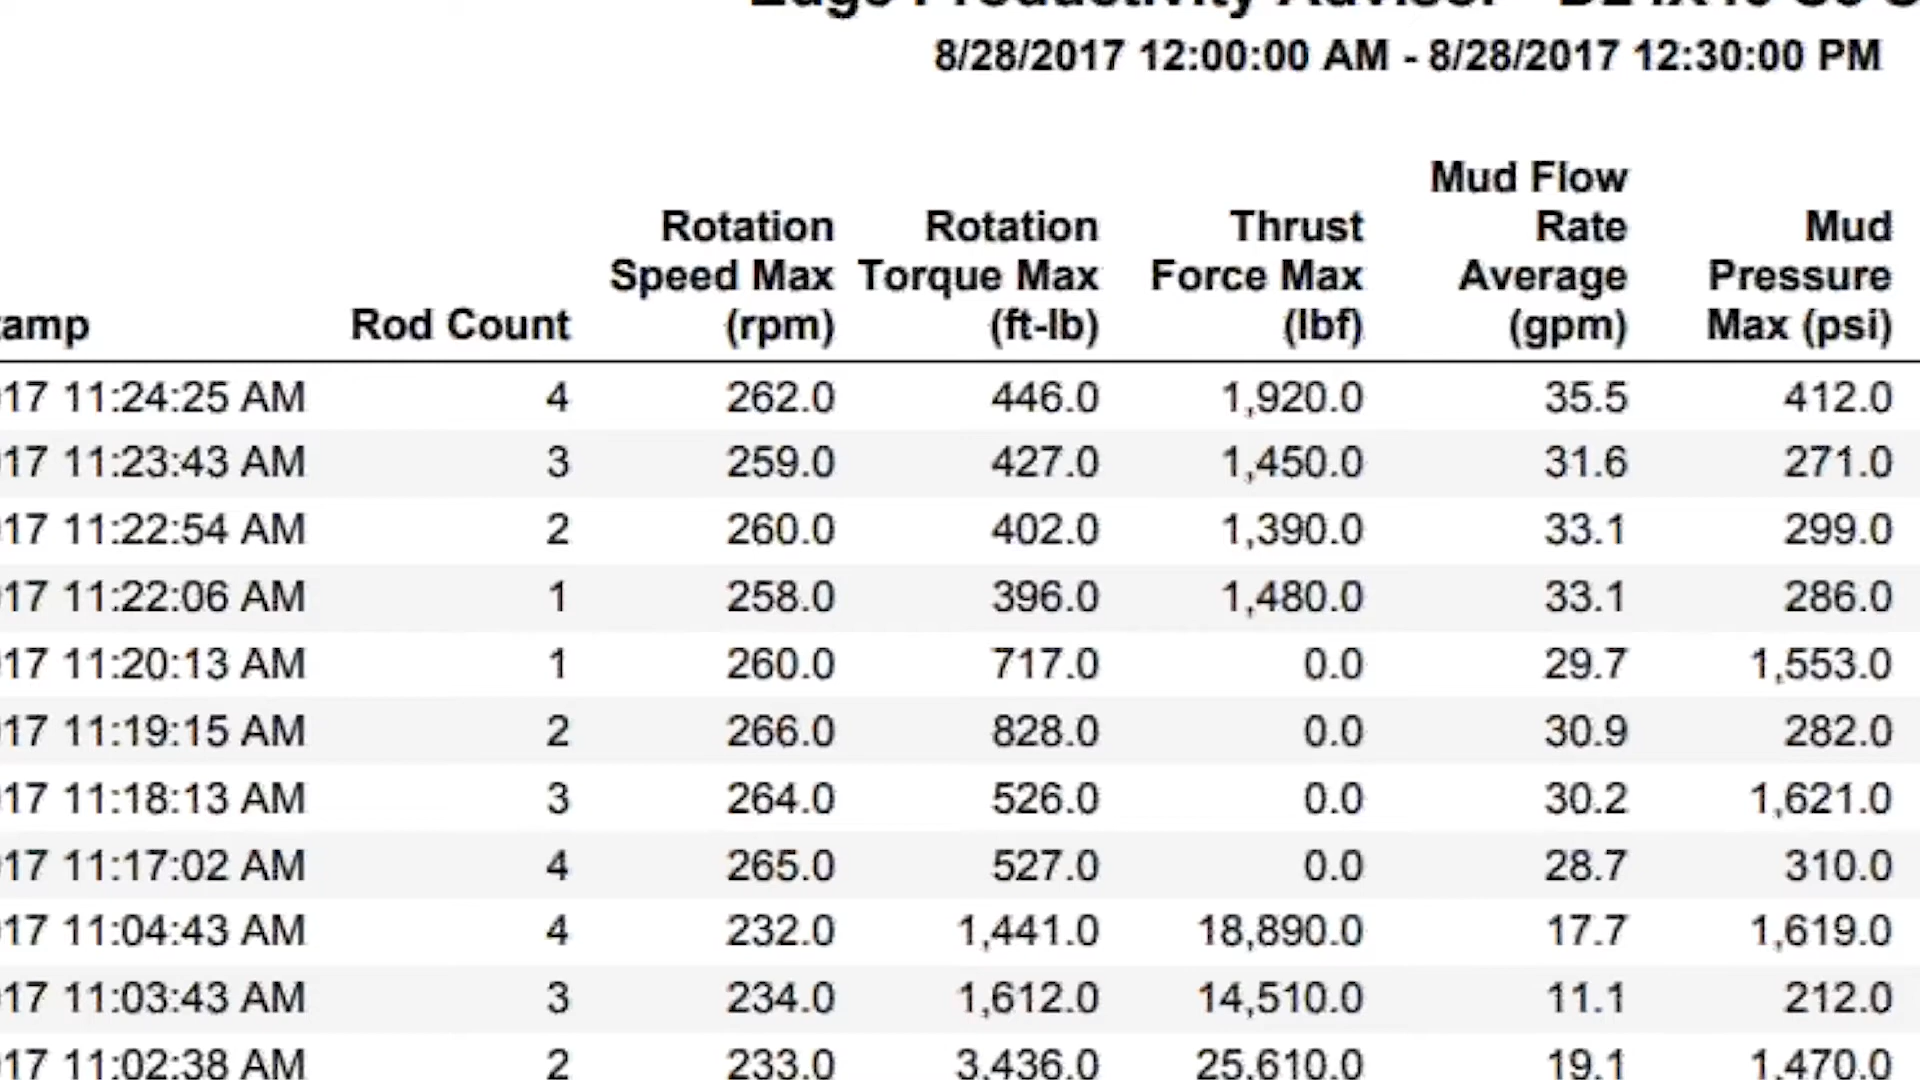 8/28/2017 12:00:00 AM - 8/28/2017 12:30:00 PM
Mud Flow
Rotation Rotation Thrust Rate Mud
Speed Max Torque Max Force Max Average Pressure
amp Rod Count (rpm) (ft-lb) (lbf) (gpm) Max (psi)
17 11:24:25 AM 4 262.0 446.0 1,920.0 35.5 412.0
17 11:23:43 AM 3 259.0 427.0 1,450.0 31.6 271.0
17 11:22:54 AM 2 260.0 402.0 1,390.0 33.1 299.0
17 11:22:06 AM 1 258.0 396.0 1,480.0 33.1 286.0
17 11:20:13 AM 1 260.0 717.0 0.0 29.7 1,553.0
17 11:19:15 AM 2 266.0 828.0 0.0 30.9 282.0
17 11:18:13 AM 3 264.0 526.0 0.0 30.2 1,621.0
17 11:17:02 AM 4 265.0 527.0 0.0 28.7 310.0
17 11:04:43 AM 4 232.0 1,441.0 18,890.0 17.7 1,619.0
17 11:03:43 AM 3 234.0 1,612.0 14,510.0 11.1 212.0
17 11:02:38 AM 2 233.0 3,436.0 25,610.0 19.1 1,470.0